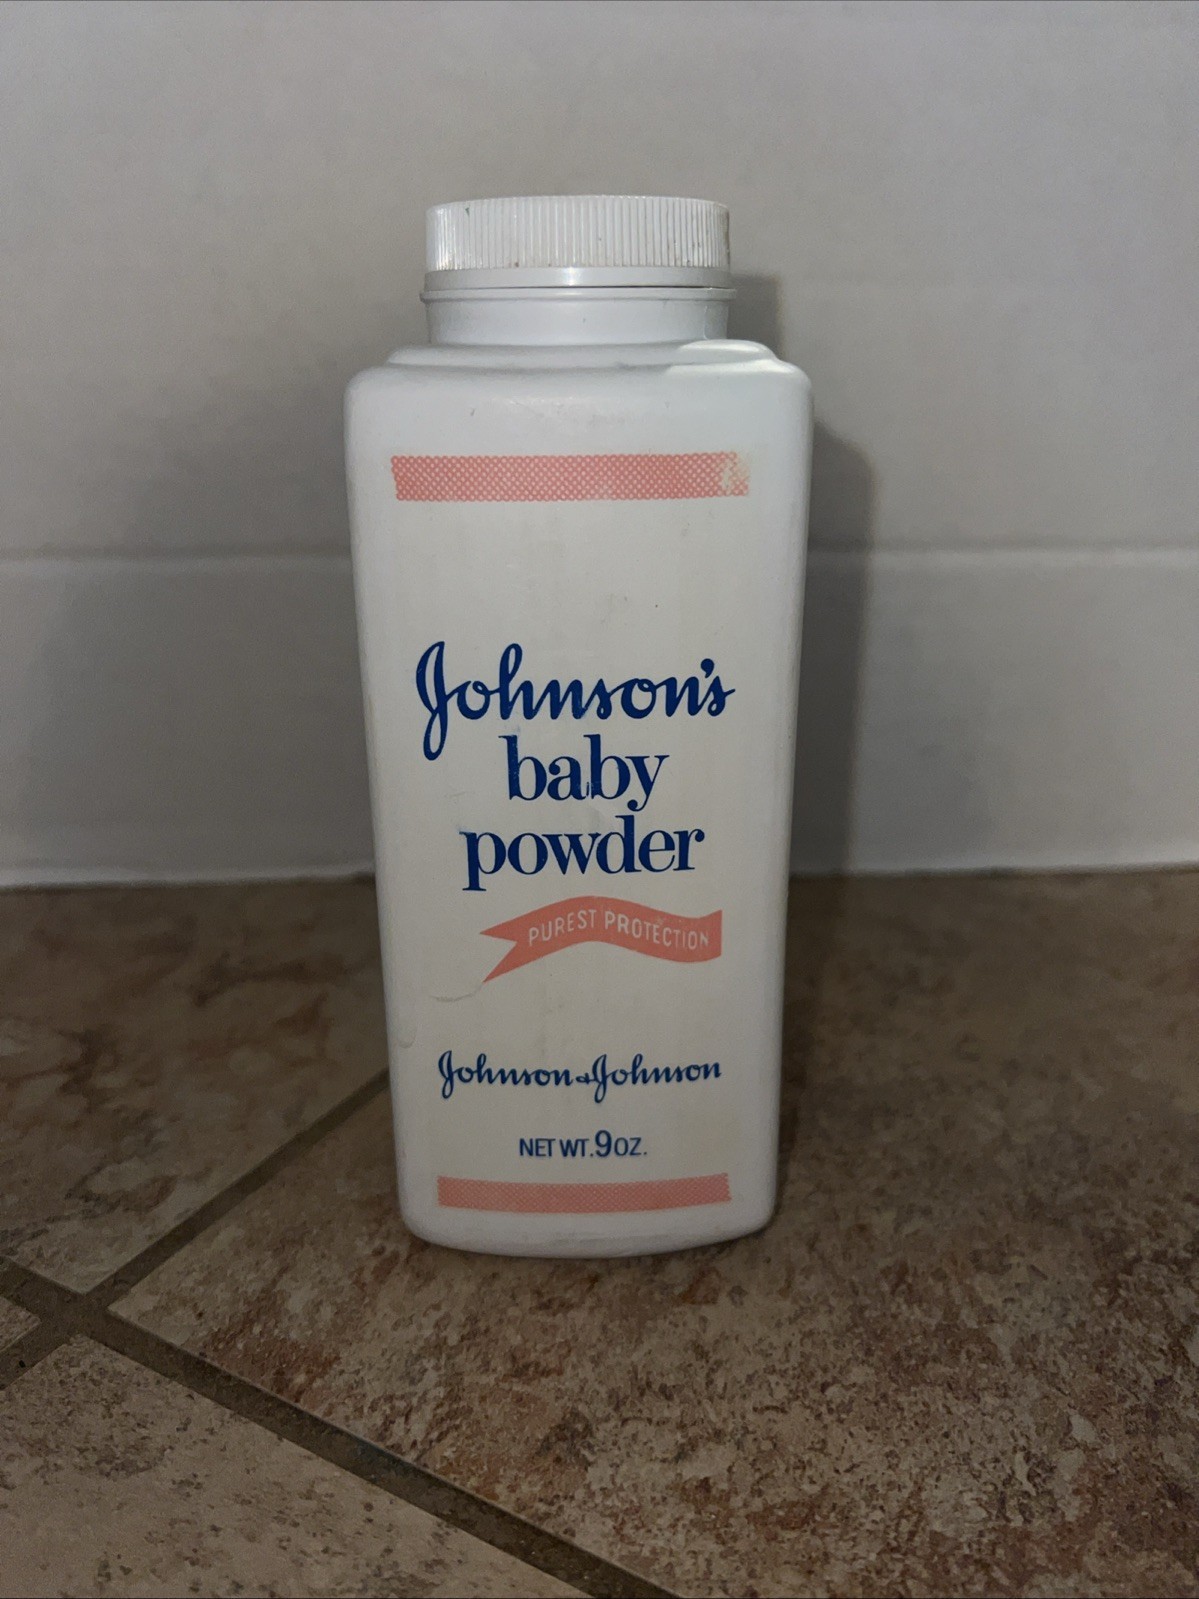 Johnson's
baby
powder
PUREST PROTECTION
Johnson & Johnson
NET WT. 9 OZ.